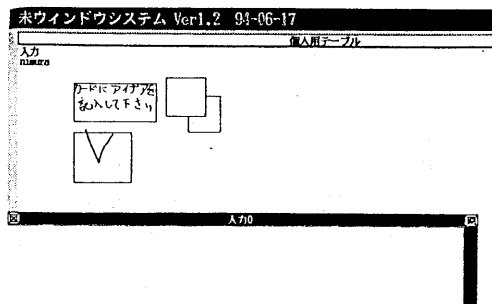 未ウィンドウシステム Ver1.2 94-06-17
個人用テーブル
入力
nimura
カードにアイデアを
記入して下さい
入力0